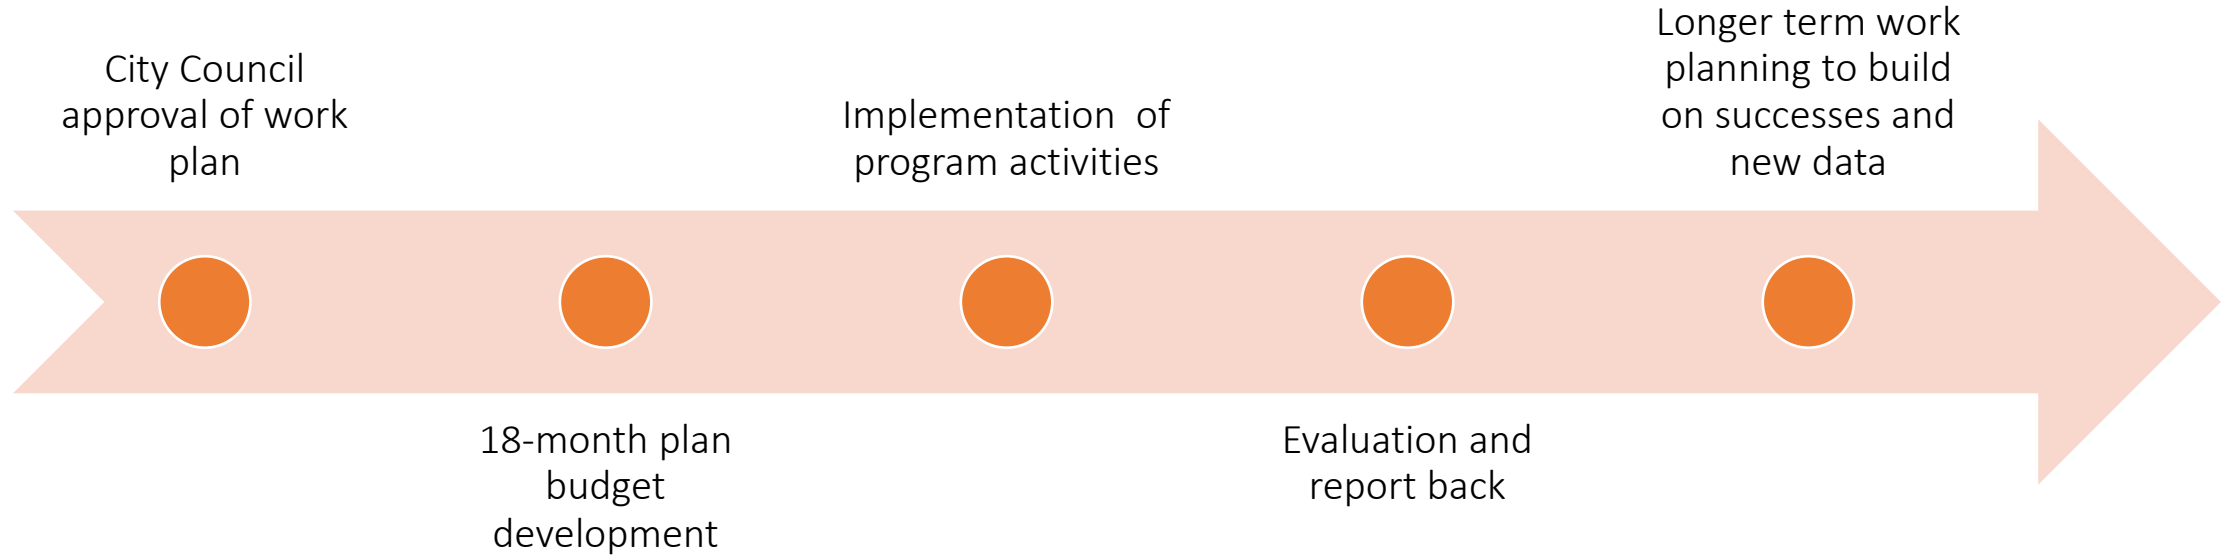 City Council
approval of work
plan
18-month plan
budget
development
Implementation  of
program activities
Evaluation and
report back
Longer term work
planning to build
on successes and
new data